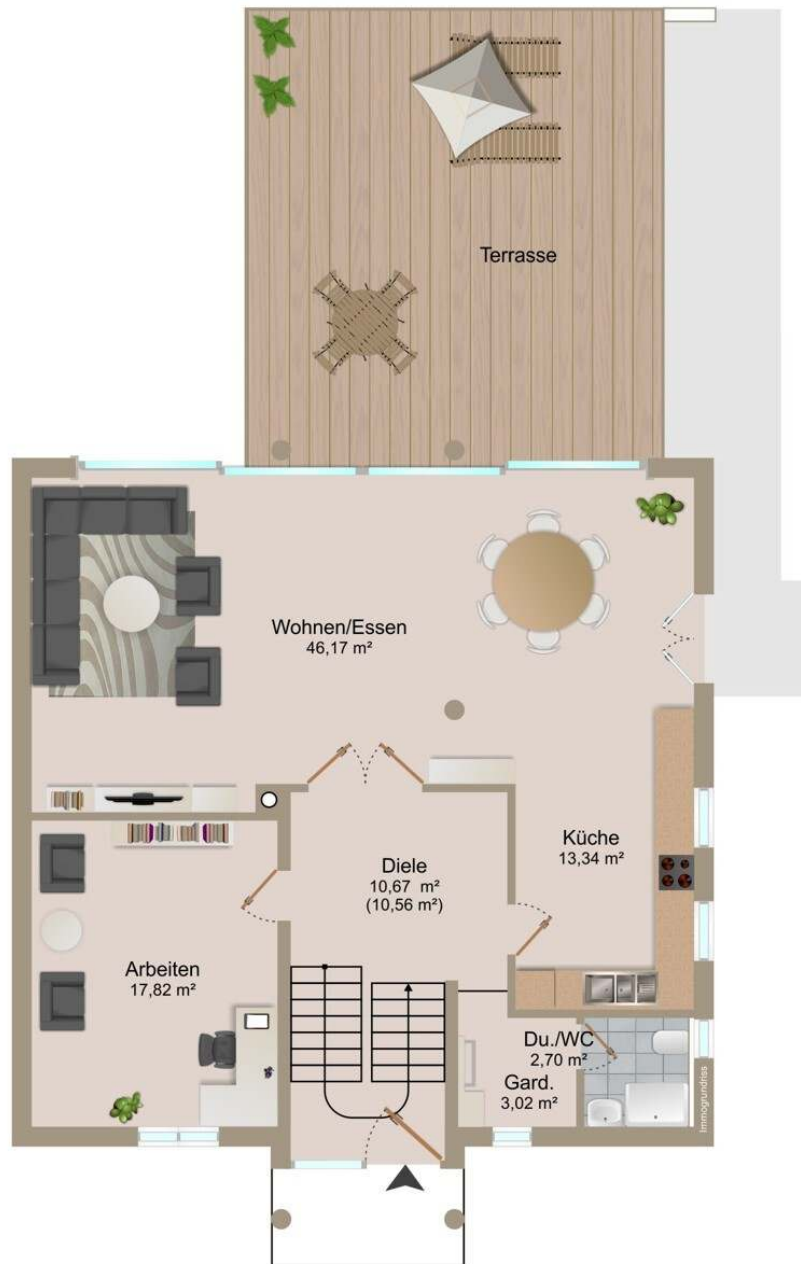 Terrasse
Wohnen/Essen
46,17 m²
Küche
13,34 m²
Diele
10,67 m²
(10,56 m²)
Arbeiten
17,82 m²
Du./WC
2,70 m²
Gard.
3,02 m²
Immogrundriss